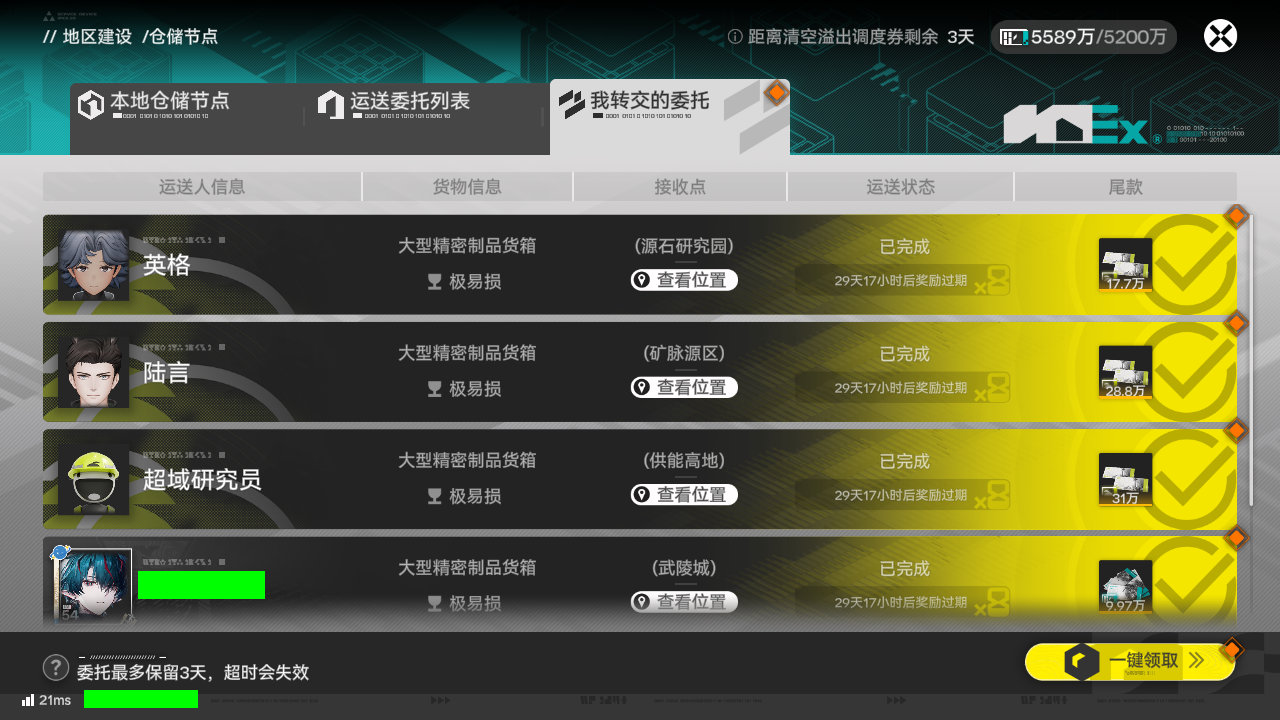 // 地区建设 /仓储节点
距离清空溢出调度券剩余 3天
5589万/5200万
本地仓储节点
运送委托列表
我转交的委托
运送人信息
货物信息
接收点
运送状态
尾款
英格
大型精密制品货箱
极易损
(源石研究园)
查看位置
已完成
29天17小时后奖励过期
17.7万
陆言
大型精密制品货箱
极易损
(矿脉源区)
查看位置
已完成
29天17小时后奖励过期
28.8万
超域研究员
大型精密制品货箱
极易损
(供能高地)
查看位置
已完成
29天17小时后奖励过期
31万
54
大型精密制品货箱
极易损
(武陵城)
查看位置
已完成
29天17小时后奖励过期
9.97万
委托最多保留3天，超时会失效
一键领取
21ms